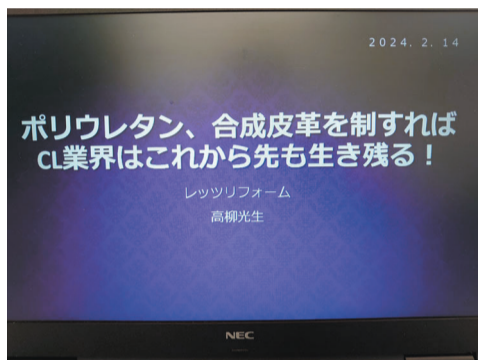 2024. 2. 14
ポリウレタン、合成皮革を制すれば
CL業界はこれから先も生き残る！
レッツリフォーム
高柳光生
NEC